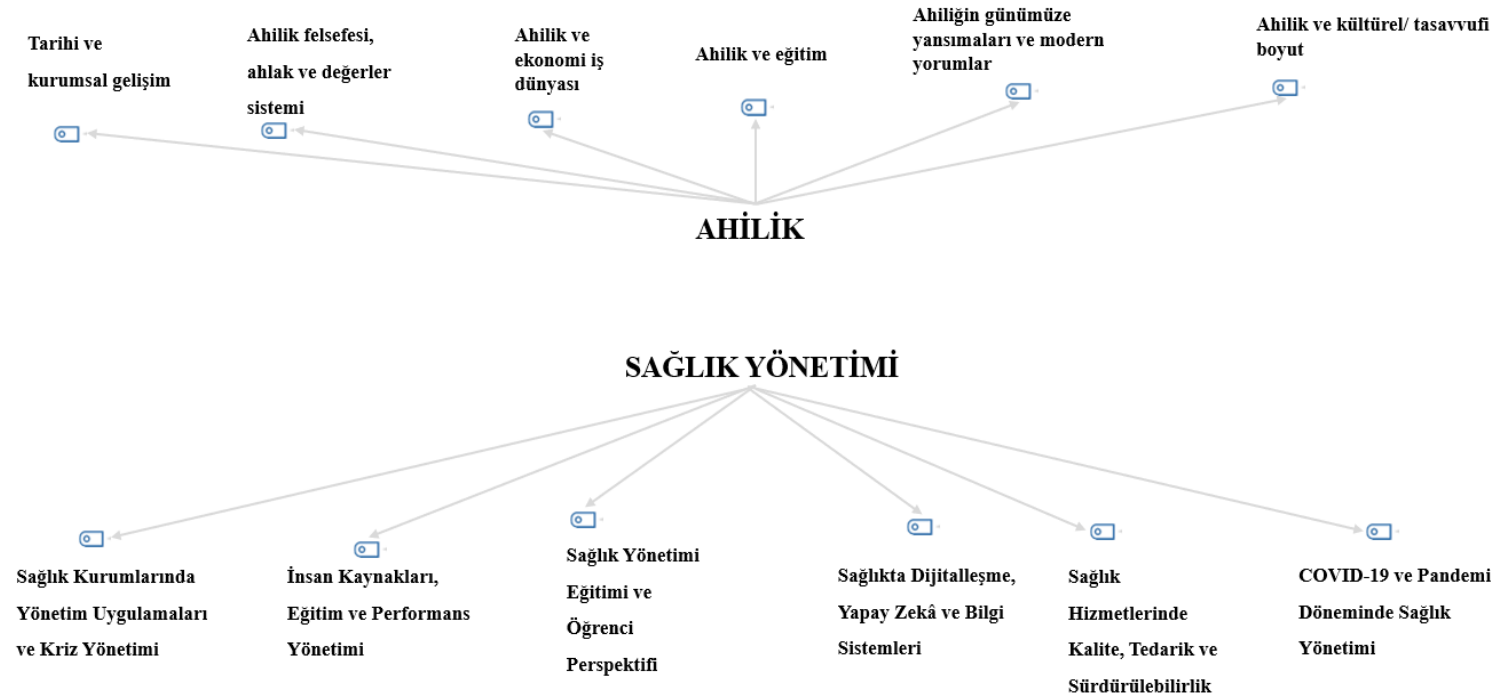 Tarihi ve
kurumsal gelişim
Ahilik felsefesi,
ahlak ve değerler
sistemi
Ahilik ve
ekonomi iş
dünyası
Ahilik ve eğitim
Ahiliğin günümüze
yansımaları ve modern
yorumlar
Ahilik ve kültürel/ tasavvufi
boyut
AHİLİK
SAĞLIK YÖNETİMİ
Sağlık Kurumlarında
Yönetim Uygulamaları
ve Kriz Yönetimi
İnsan Kaynakları,
Eğitim ve Performans
Yönetimi
Sağlık Yönetimi
Eğitimi ve
Öğrenci
Perspektifi
Sağlıkta Dijitalleşme,
Yapay Zekâ ve Bilgi
Sistemleri
Sağlık
Hizmetlerinde
Kalite, Tedarik ve
Sürdürülebilirlik
COVID-19 ve Pandemi
Döneminde Sağlık
Yönetimi